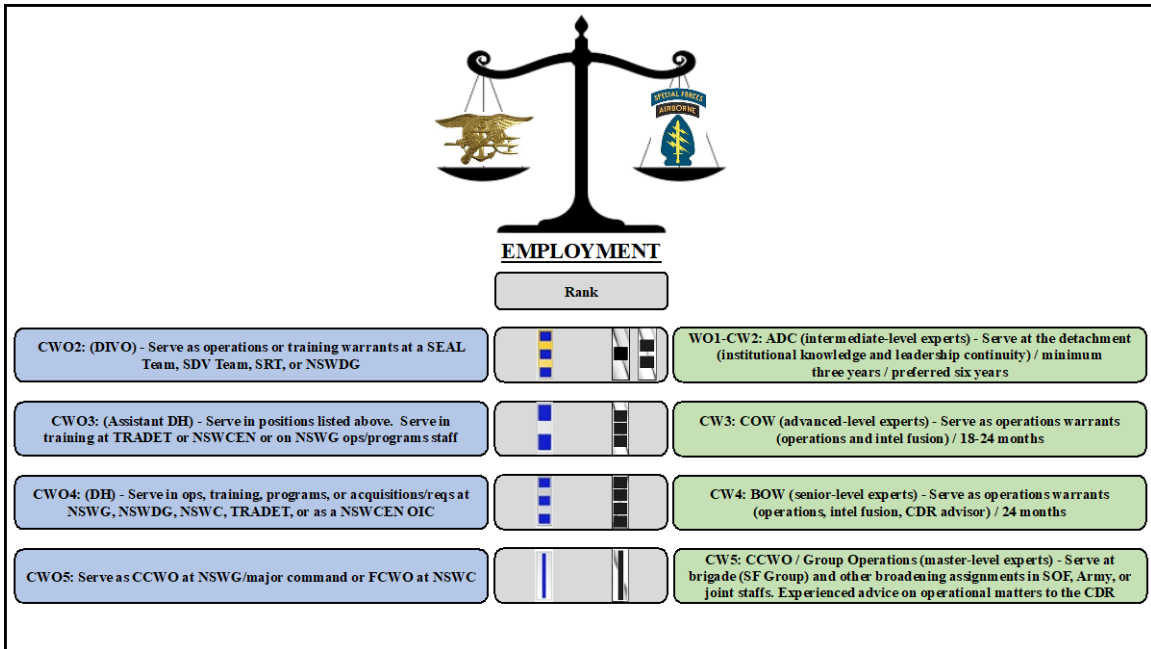 SPECIAL FORCES
AIRBORNE
EMPLOYMENT
Rank
CWO2: (DIVO) - Serve as operations or training warrants at a SEAL
Team, SDV Team, SRT, or NSWDG
WO1-CW2: ADC (intermediate-level experts) - Serve at the detachment
(institutional knowledge and leadership continuity) / minimum
three years / preferred six years
CWO3: (Assistant DH) - Serve in positions listed above.  Serve in
training at TRADET or NSWCEN or on NSWG ops/programs staff
CW3: COW (advanced-level experts) - Serve as operations warrants
(operations and intel fusion) / 18-24 months
CWO4: (DH) - Serve in ops, training, programs, or acquisitions/reqs at
NSWG, NSWDG, NSWC, TRADET, or as a NSWCEN OIC
CW4: BOW (senior-level experts) - Serve as operations warrants
(operations, intel fusion, CDR advisor) / 24 months
CWO5: Serve as CCWO at NSWG/major command or FCWO at NSWC
CW5: CCWO / Group Operations (master-level experts) - Serve at
brigade (SF Group) and other broadening assignments in SOF, Army, or
joint staffs. Experienced advice on operational matters to the CDR